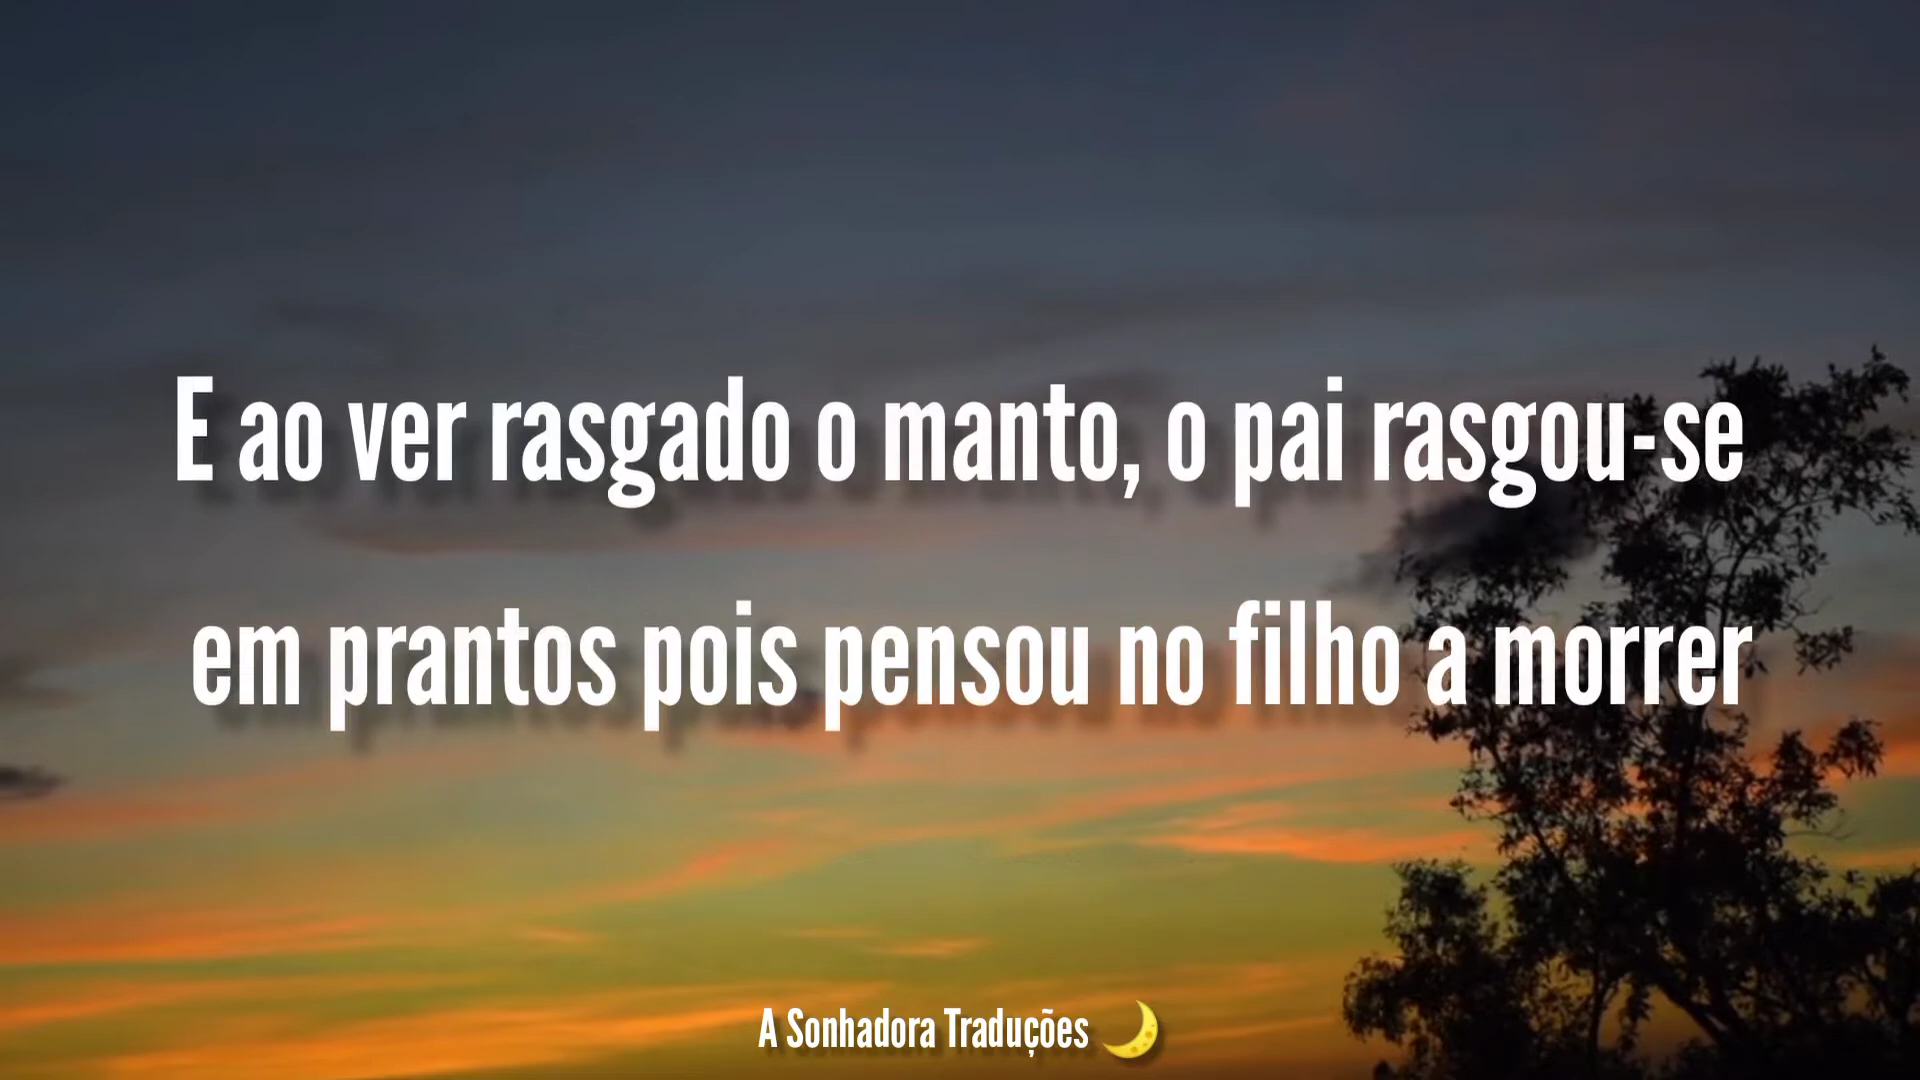 E ao ver rasgado o manto, o pai rasgou-se
em prantos pois pensou no filho a morrer
A Sonhadora Traduções 🌙